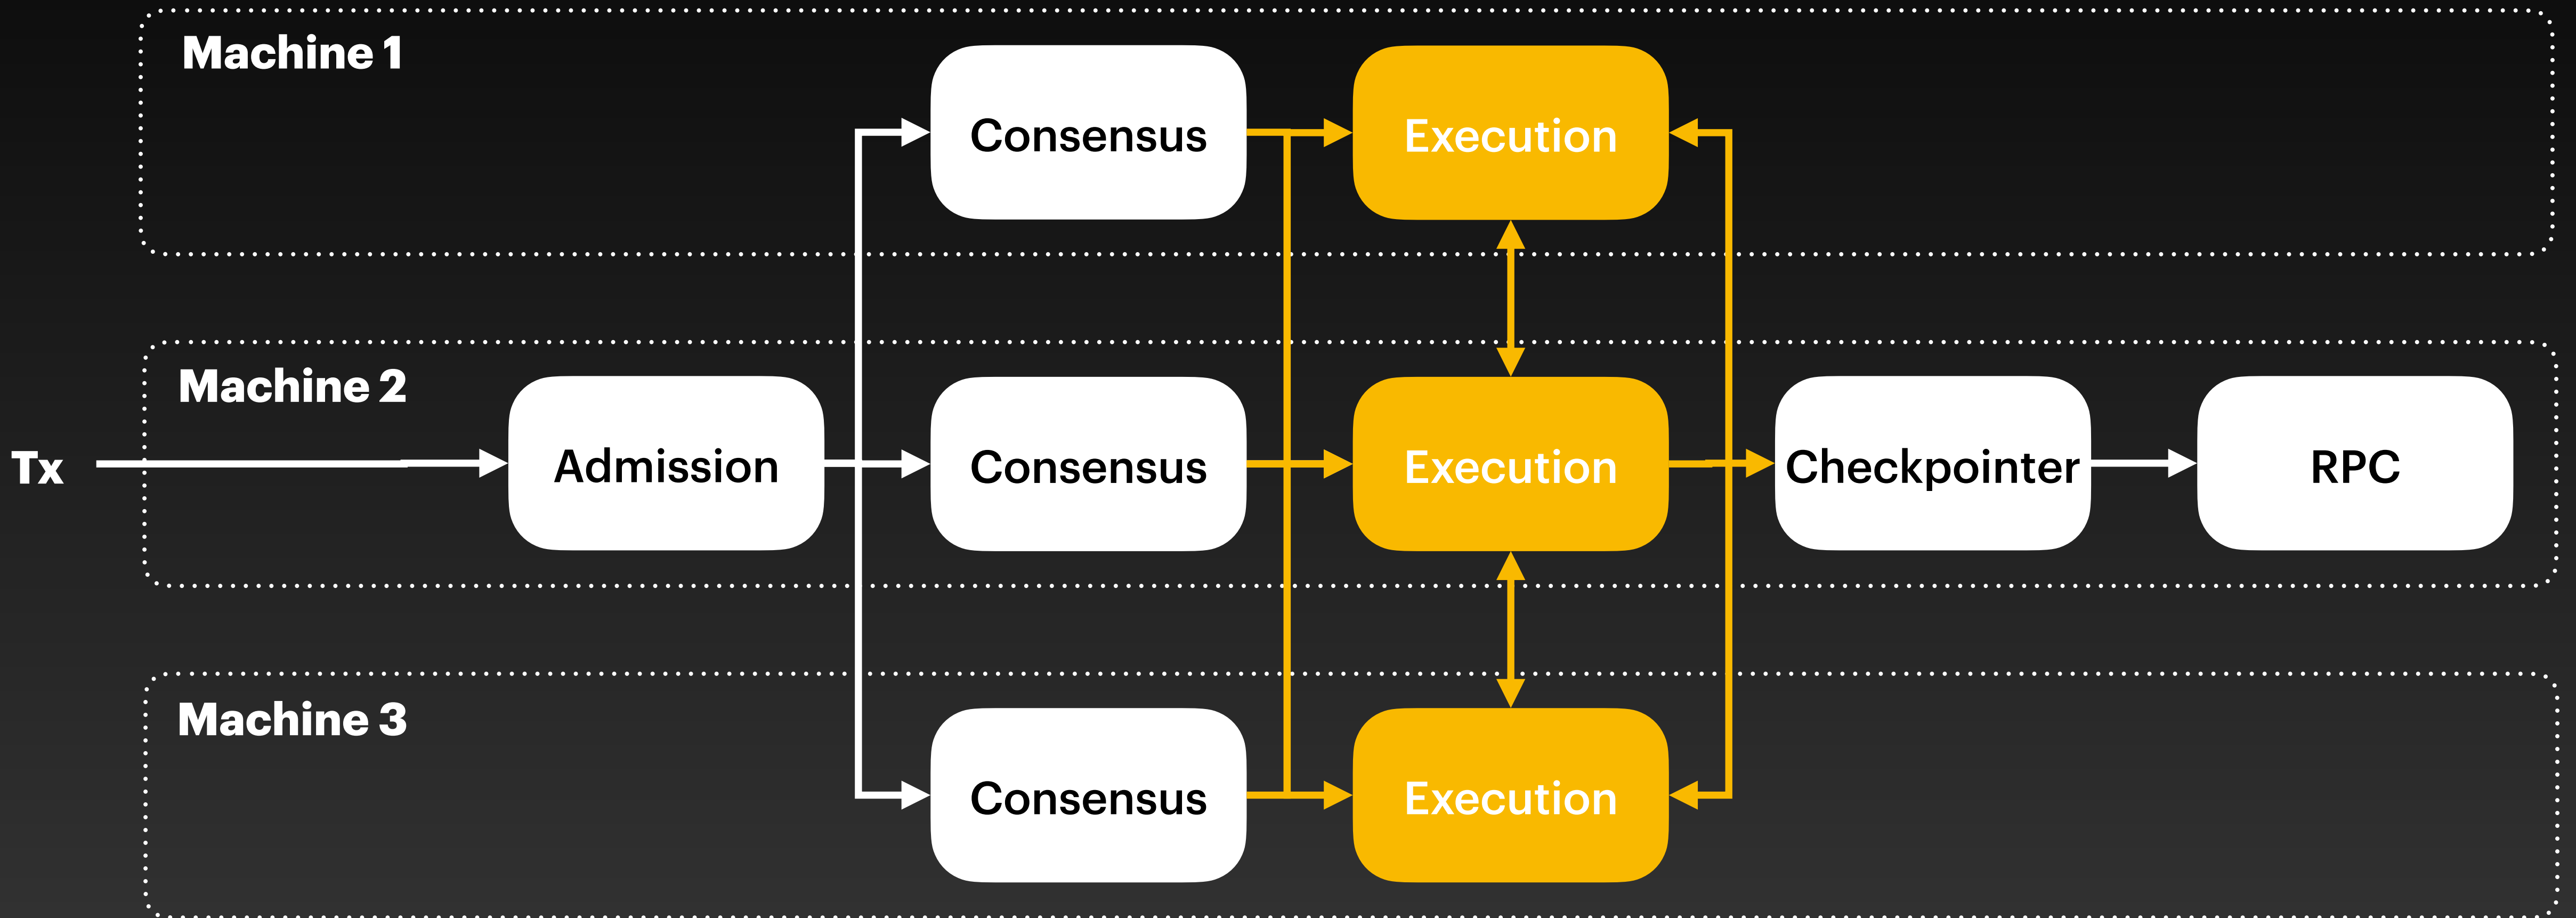 Machine 1
Consensus
Execution
Machine 2
Tx
Admission
Consensus
Execution
Checkpointer
RPC
Machine 3
Consensus
Execution